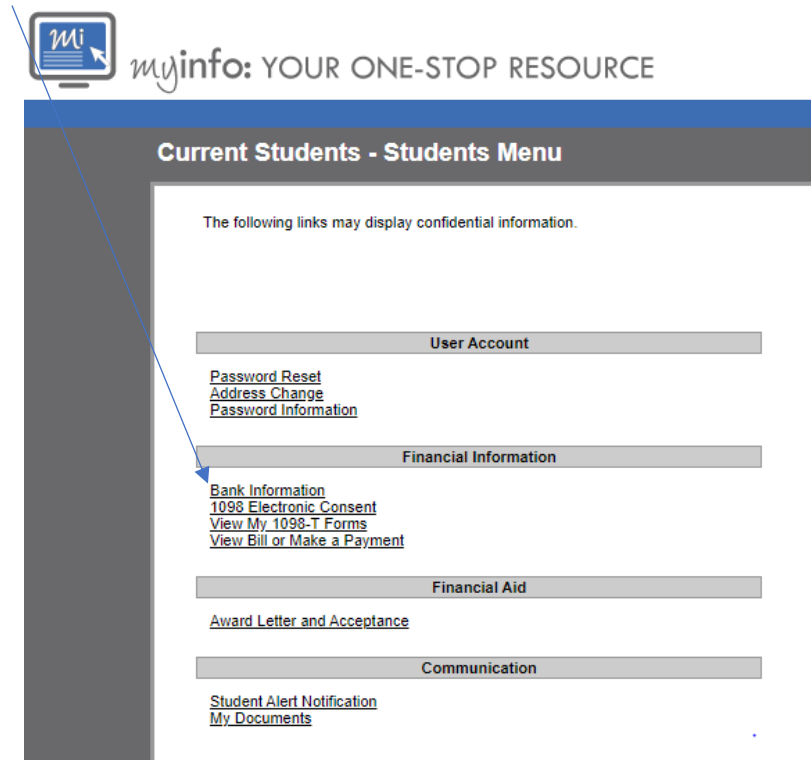 Mi
myinfo: YOUR ONE-STOP RESOURCE
Current Students - Students Menu
The following links may display confidential information.
User Account
Password Reset
Address Change
Password Information
Financial Information
Bank Information
1098 Electronic Consent
View My 1098-T Forms
View Bill or Make a Payment
Financial Aid
Award Letter and Acceptance
Communication
Student Alert Notification
My Documents